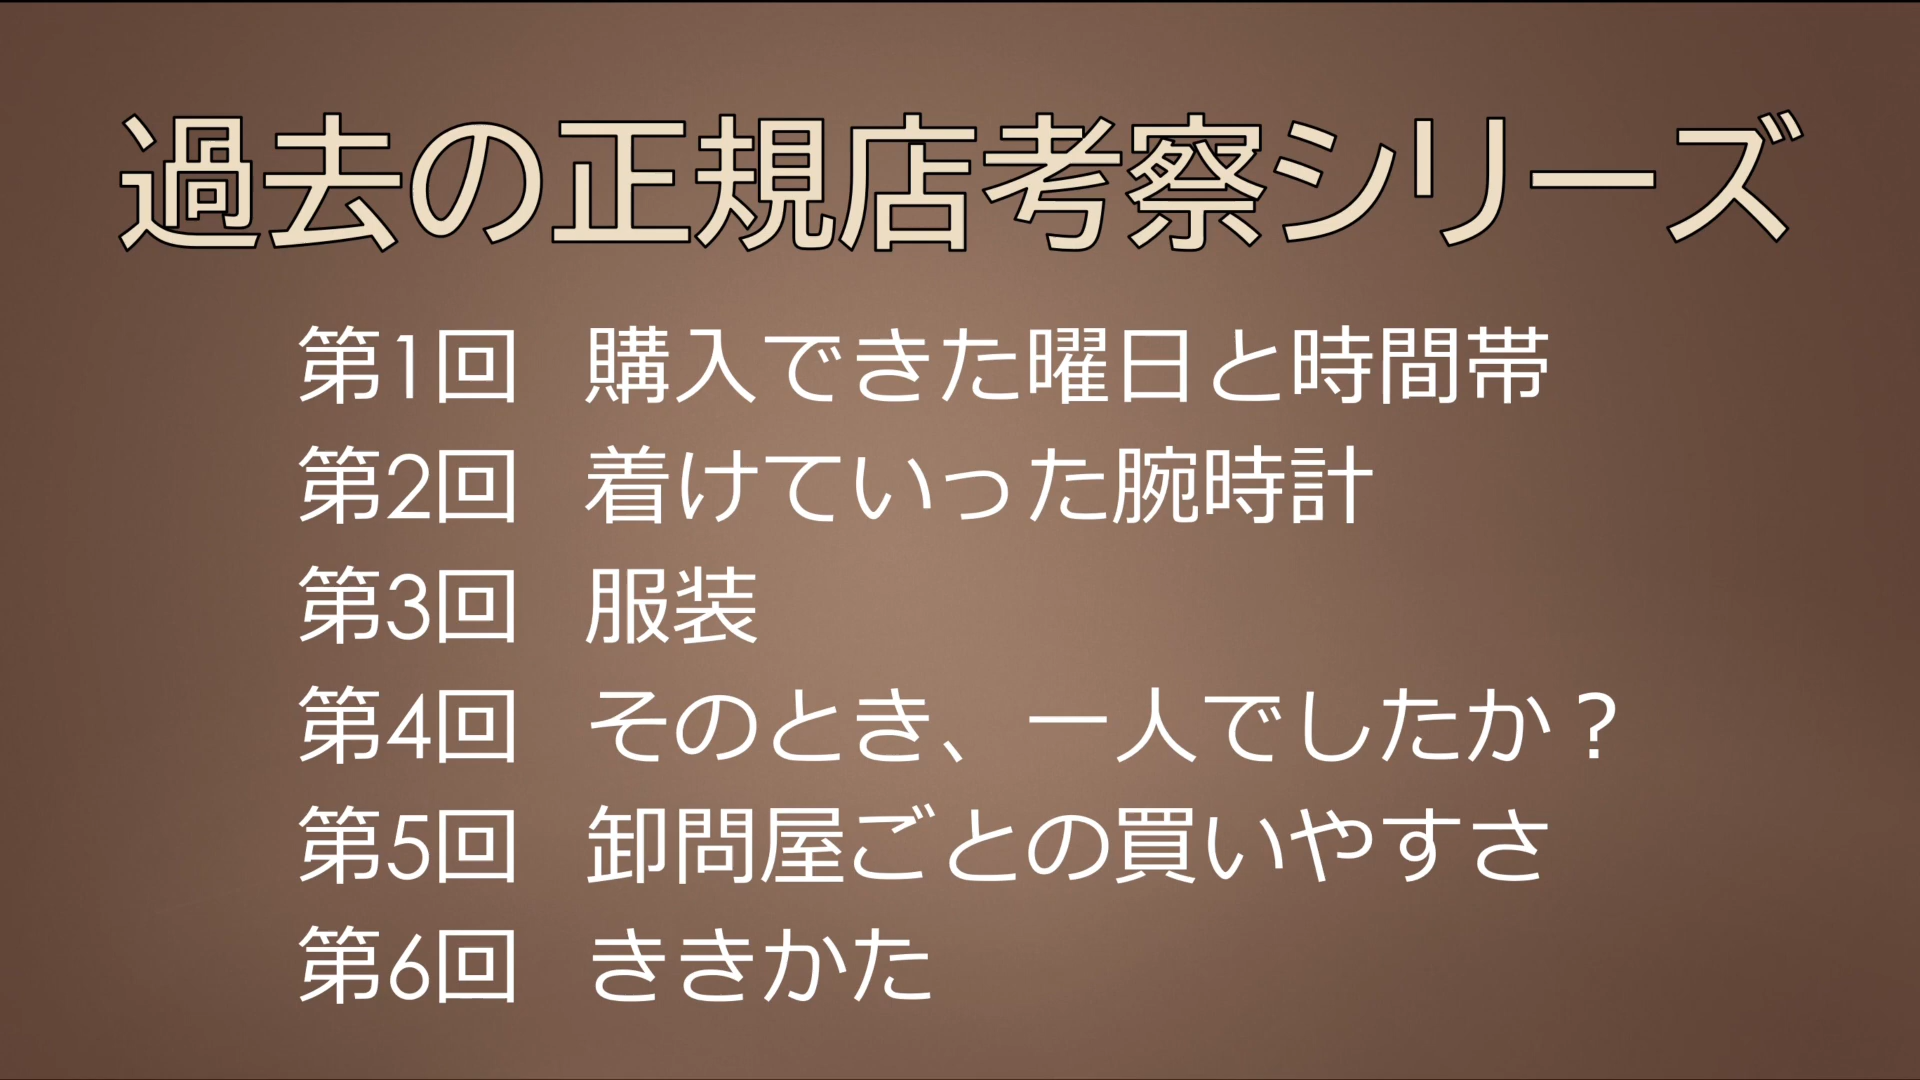 過去の正規店考察シリーズ
第1回 購入できた曜日と時間帯
第2回 着けていった腕時計
第3回 服装
第4回 そのとき、一人でしたか？
第5回 卸問屋ごとの買いやすさ
第6回 ききかた